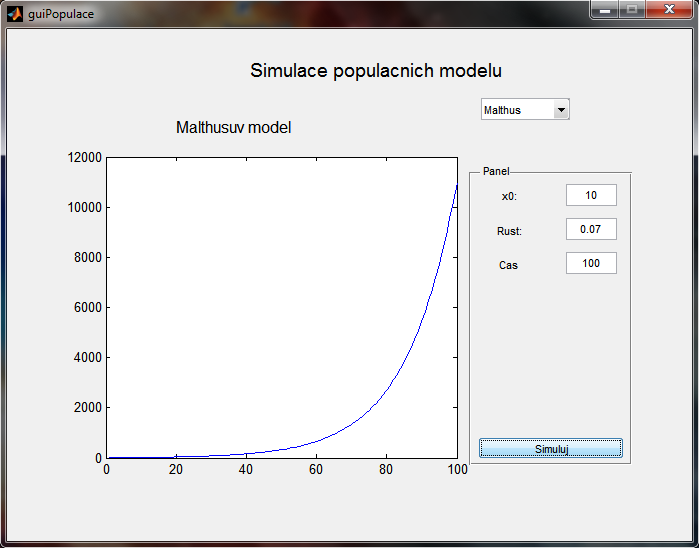 guiPopulace
Simulace populacnich modelu
Malthus
Malthusuv model
12000
10000
8000
6000
4000
2000
0
0 20 40 60 80 100
Panel
x0: 10
Rust: 0.07
Cas 100
Simuluj